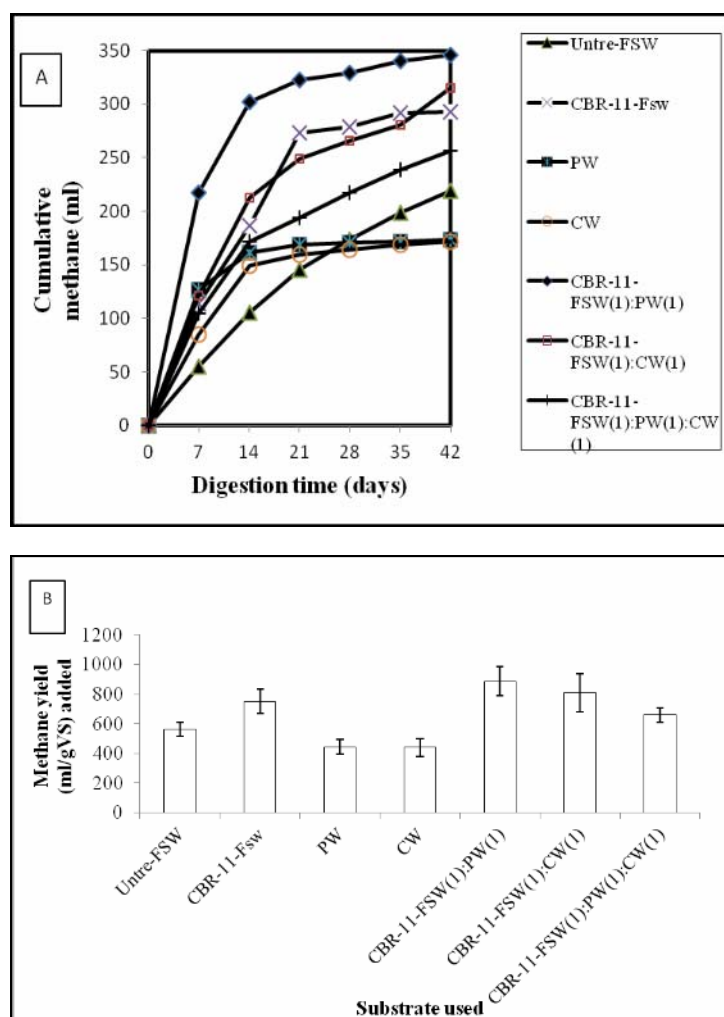 A
Cumulative
methane (ml)
350
300
250
200
150
100
50
0
0 7 14 21 28 35 42
Digestion time (days)
Untre-FSW
CBR-11-Fsw
PW
CW
CBR-11-
FSW(1):PW(1)
CBR-11-
FSW(1):CW(1)
CBR-11-
FSW(1):PW(1):CW
(1)
B
Methane yield
(ml/gVS) added
1200
1000
800
600
400
200
0
Untre-FSW
CBR-11-Fsw
PW
CW
CBR-11-FSW(1):PW(1)
CBR-11-FSW(1):CW(1)
CBR-11-FSW(1):PW(1):CW(1)
Substrate used